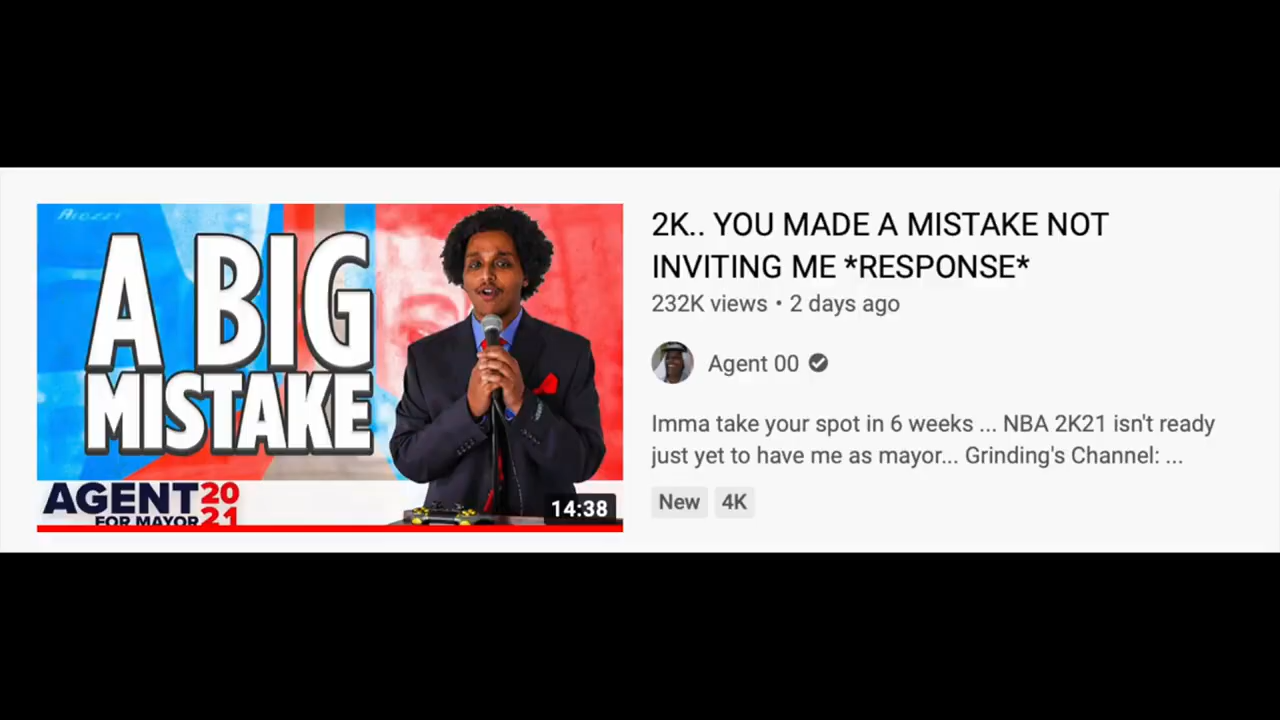 Arozzi
A BIG
MISTAKE
AGENT 20
FOR MAYOR 21
14:38
2K.. YOU MADE A MISTAKE NOT
INVITING ME *RESPONSE*
232K views • 2 days ago
Agent 00
Imma take your spot in 6 weeks ... NBA 2K21 isn't ready
just yet to have me as mayor... Grinding's Channel: ...
New 4K